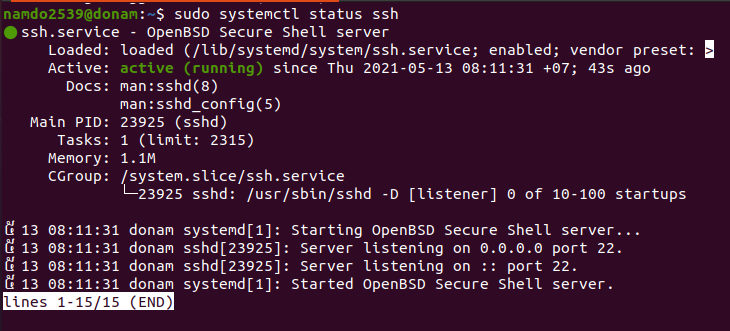 namdo2539@donam:~$ sudo systemctl status ssh
● ssh.service - OpenBSD Secure Shell server
     Loaded: loaded (/lib/systemd/system/ssh.service; enabled; vendor preset: >
     Active: active (running) since Thu 2021-05-13 08:11:31 +07; 43s ago
       Docs: man:sshd(8)
             man:sshd_config(5)
   Main PID: 23925 (sshd)
      Tasks: 1 (limit: 2315)
     Memory: 1.1M
     CGroup: /system.slice/ssh.service
             └─23925 sshd: /usr/sbin/sshd -D [listener] 0 of 10-100 startups

13 08:11:31 donam systemd[1]: Starting OpenBSD Secure Shell server...
13 08:11:31 donam sshd[23925]: Server listening on 0.0.0.0 port 22.
13 08:11:31 donam sshd[23925]: Server listening on :: port 22.
13 08:11:31 donam systemd[1]: Started OpenBSD Secure Shell server.
lines 1-15/15 (END)